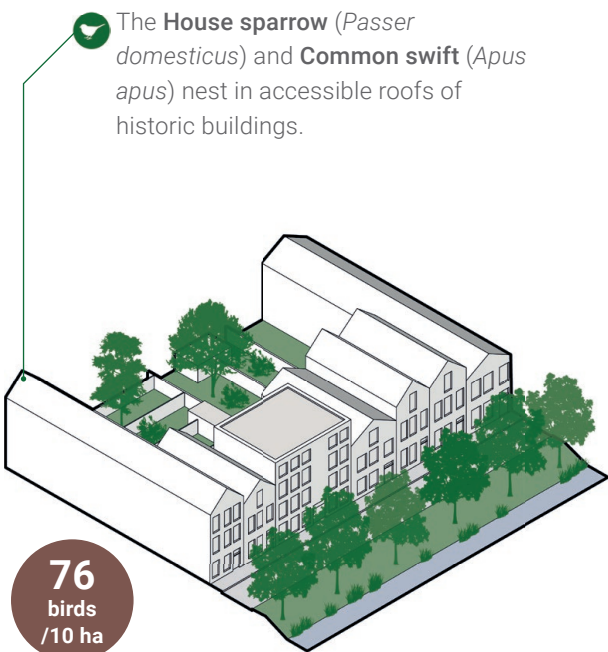 The House sparrow (Passer
domesticus) and Common swift (Apus
apus) nest in accessible roofs of
historic buildings.
76
birds
/10 ha